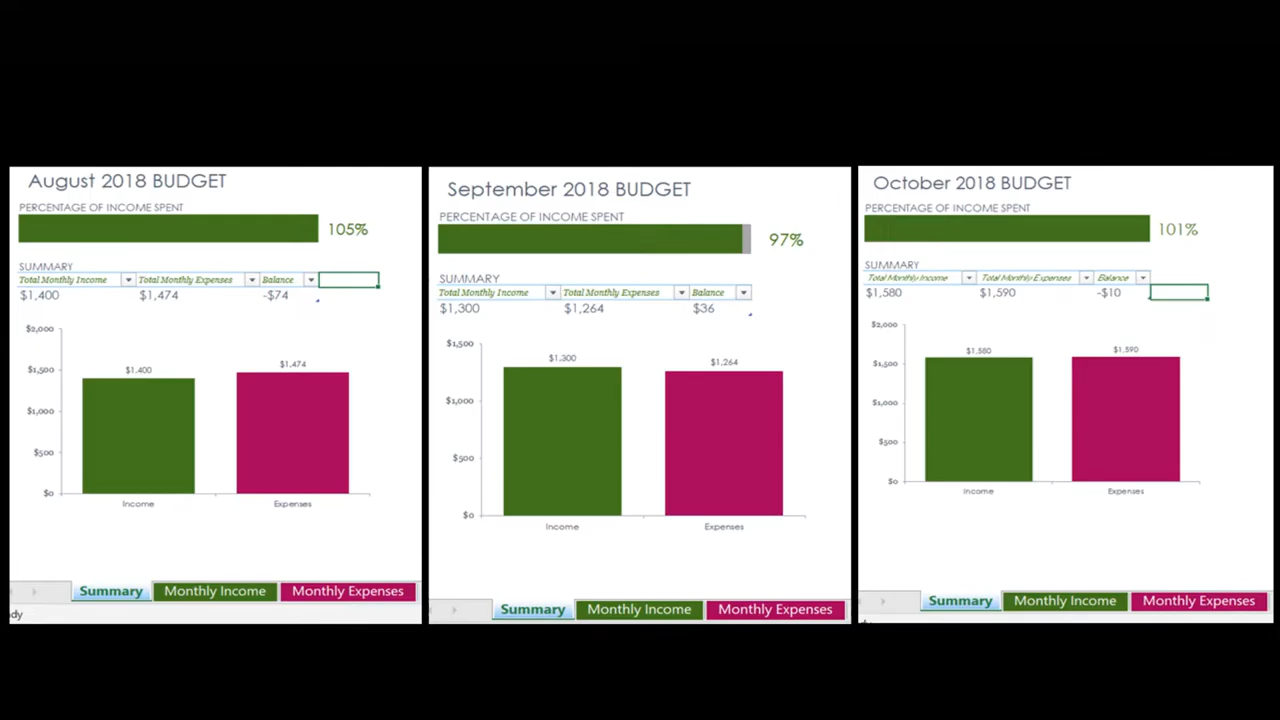 August 2018 BUDGET
PERCENTAGE OF INCOME SPENT
105%
SUMMARY
Total Monthly Income Total Monthly Expenses Balance
$1,400 $1,474 -$74
$2,000
$1,500
$1,000
$500
$0
$1,400
$1,474
Income Expenses
Summary Monthly Income Monthly Expenses
dy
September 2018 BUDGET
PERCENTAGE OF INCOME SPENT
97%
SUMMARY
Total Monthly Income Total Monthly Expenses Balance
$1,300 $1,264 $36
$1,500
$1,000
$500
$0
$1,300
$1,264
Income Expenses
Summary Monthly Income Monthly Expenses
October 2018 BUDGET
PERCENTAGE OF INCOME SPENT
101%
SUMMARY
Total Monthly Income Total Monthly Expenses Balance
$1,580 $1,590 -$10
$2,000
$1,500
$1,000
$500
$0
$1,580
$1,590
Income Expenses
Summary Monthly Income Monthly Expenses